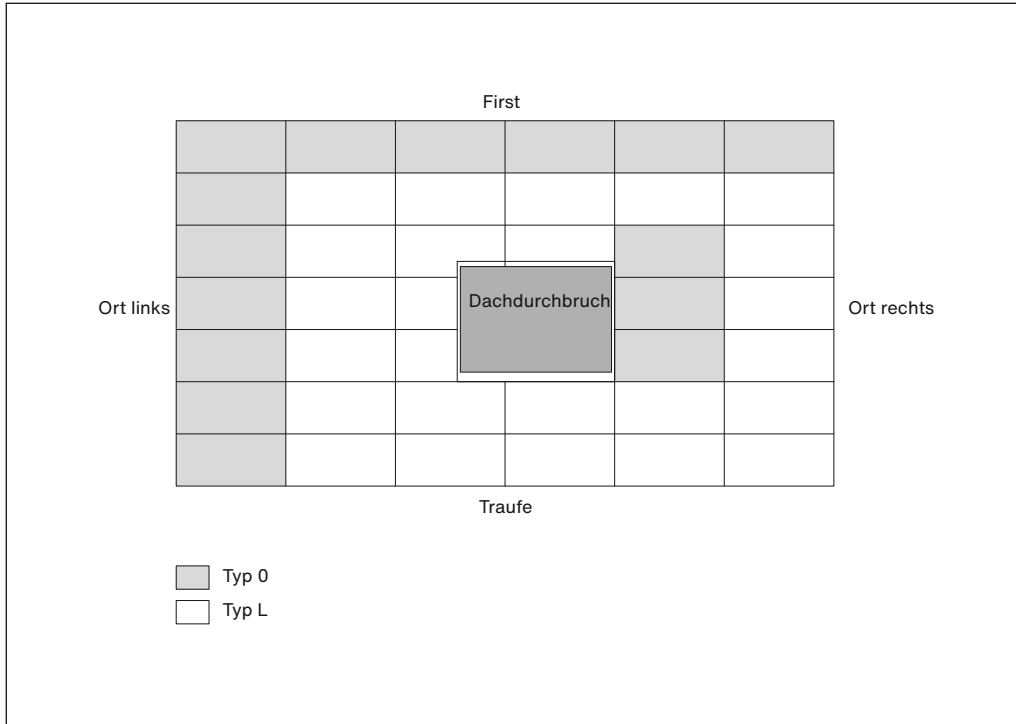 First
Dachdurchbruch
Ort links
Ort rechts
Traufe
Typ 0
Typ L